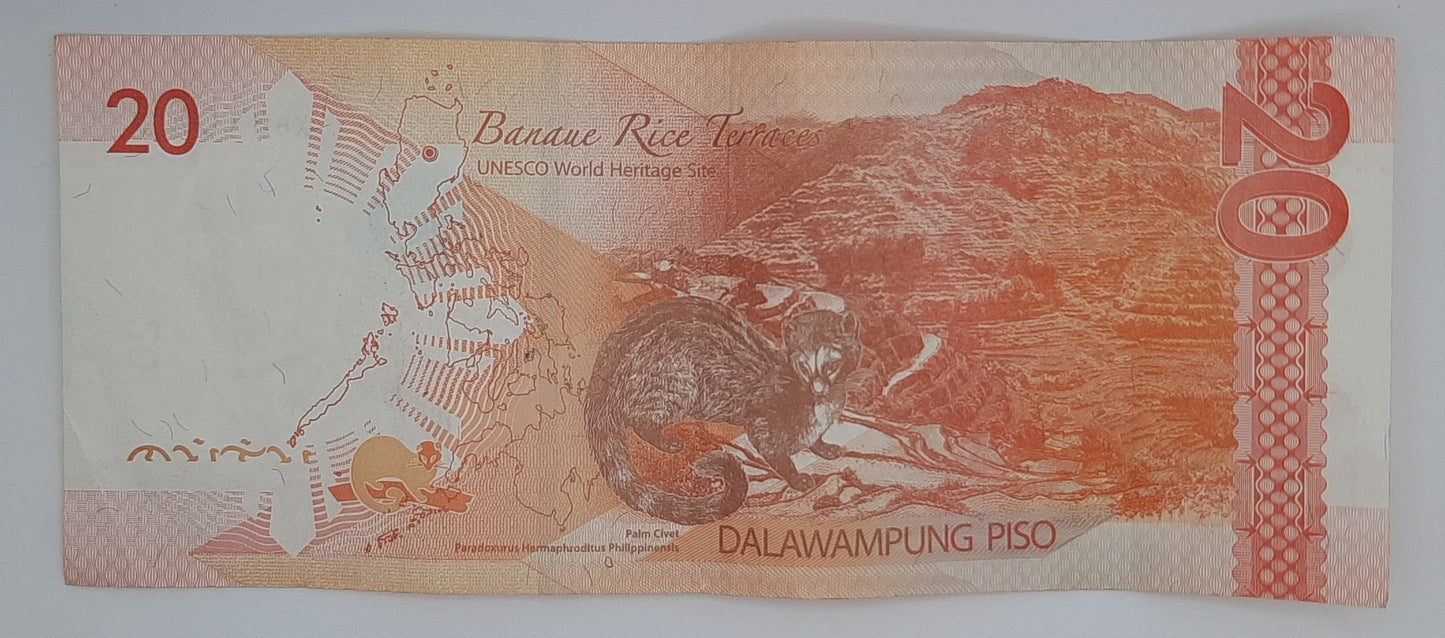 20
Banaue Rice Terraces
UNESCO World Heritage Site
20
Palm Civet
Paradoxurus Hermaphroditus Philippinensis
DALAWAMPUNG PISO